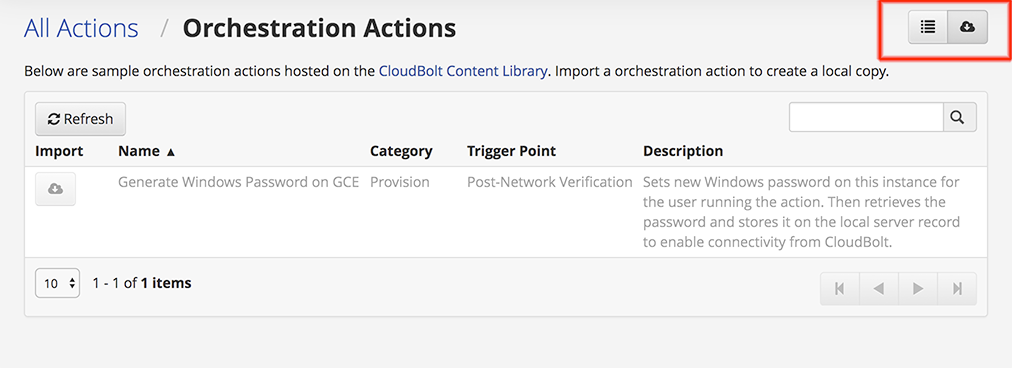 All Actions / Orchestration Actions
Below are sample orchestration actions hosted on the CloudBolt Content Library. Import a orchestration action to create a local copy.
Refresh
Import Name ▲ Category Trigger Point Description
Generate Windows Password on GCE Provision Post-Network Verification Sets new Windows password on this instance for
the user running the action. Then retrieves the
password and stores it on the local server record
to enable connectivity from CloudBolt.
10 1 - 1 of 1 items